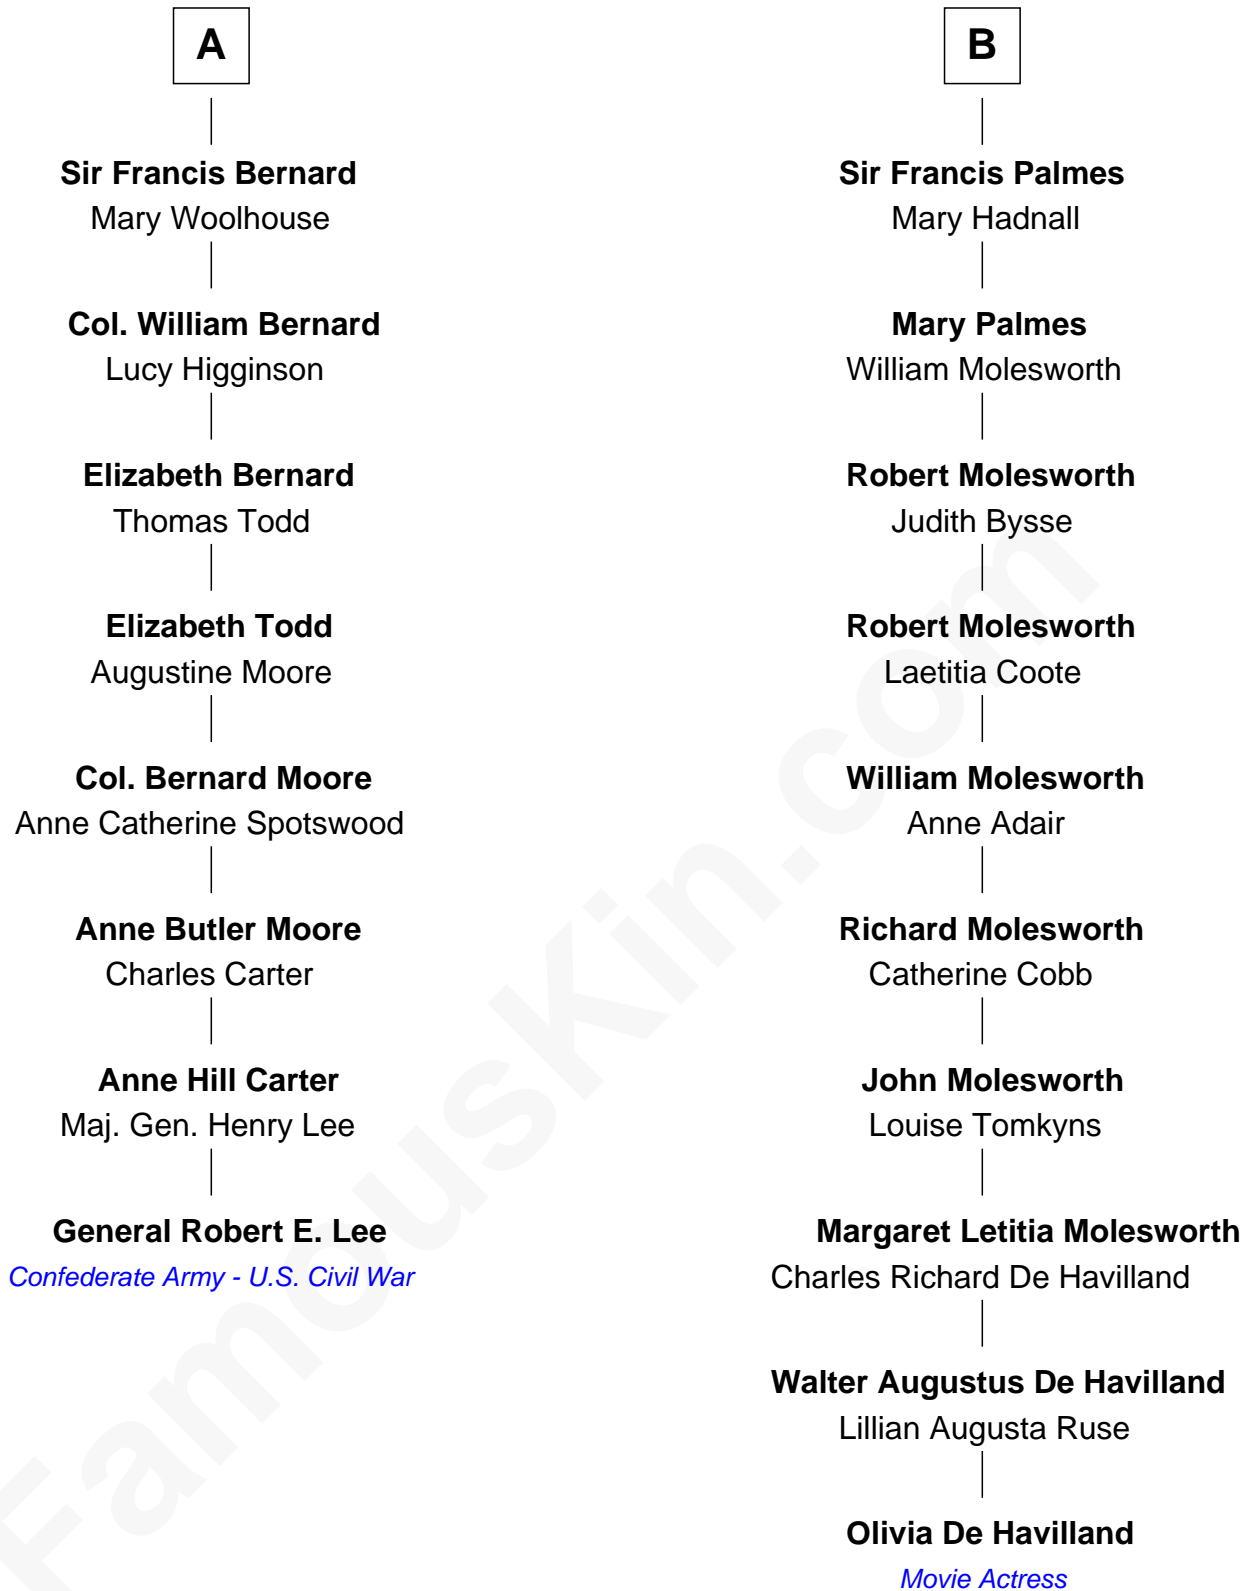 A
Sir Francis Bernard
Mary Woolhouse
Col. William Bernard
Lucy Higginson
Elizabeth Bernard
Thomas Todd
Elizabeth Todd
Augustine Moore
Col. Bernard Moore
Anne Catherine Spotswood
Anne Butler Moore
Charles Carter
Anne Hill Carter
Maj. Gen. Henry Lee
General Robert E. Lee
Confederate Army - U.S. Civil War
B
Sir Francis Palmes
Mary Hadnall
Mary Palmes
William Molesworth
Robert Molesworth
Judith Bysse
Robert Molesworth
Laetitia Coote
William Molesworth
Anne Adair
Richard Molesworth
Catherine Cobb
John Molesworth
Louise Tomkyns
Margaret Letitia Molesworth
Charles Richard De Havilland
Walter Augustus De Havilland
Lillian Augusta Ruse
Olivia De Havilland
Movie Actress
FamousKin.com